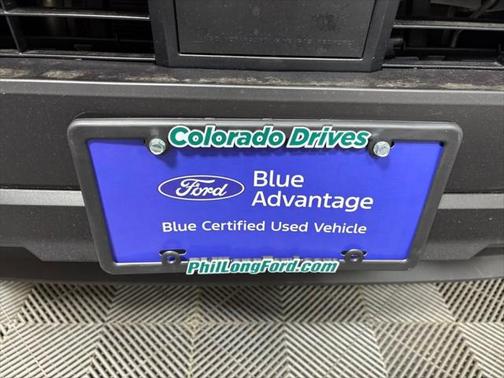 Colorado Drives
Ford
Blue
Advantage
Blue Certified Used Vehicle
PhilLongFord.com